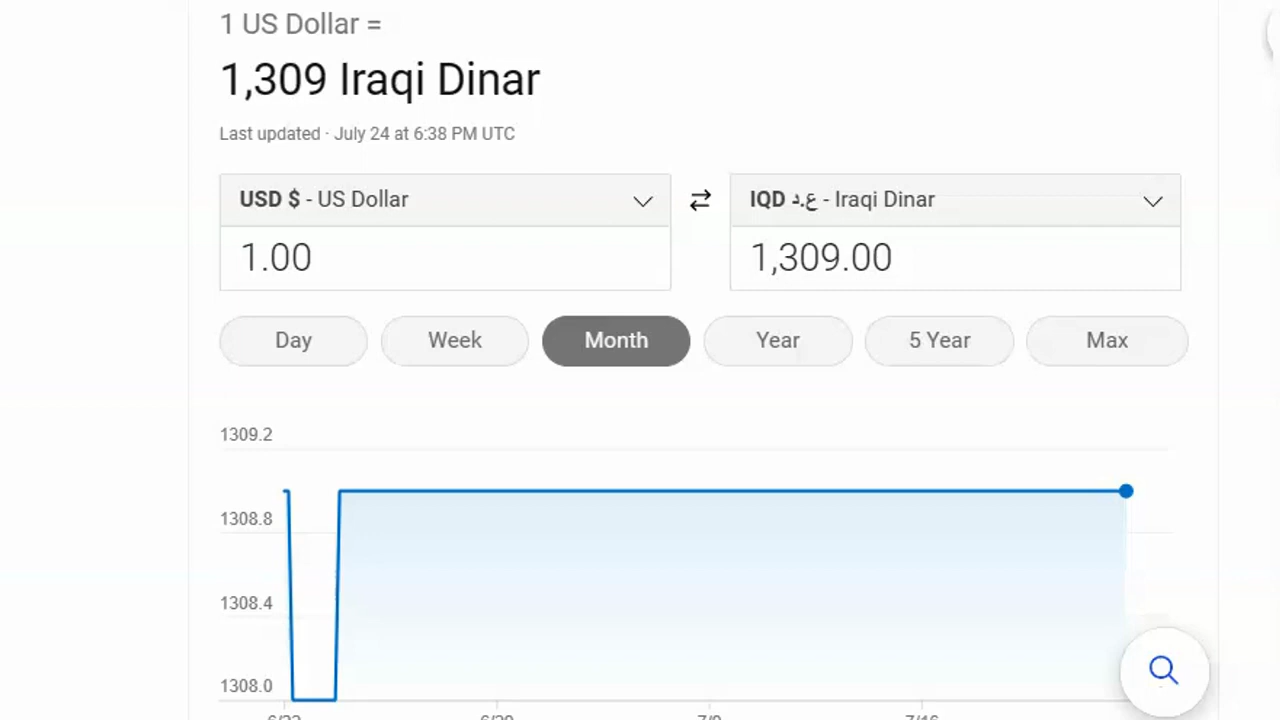 1 US Dollar =
1,309 Iraqi Dinar
Last updated · July 24 at 6:38 PM UTC
USD $ - US Dollar
IQD ع.د - Iraqi Dinar
1.00
1,309.00
Day Week Month Year 5 Year Max
1309.2
1308.8
1308.4
1308.0